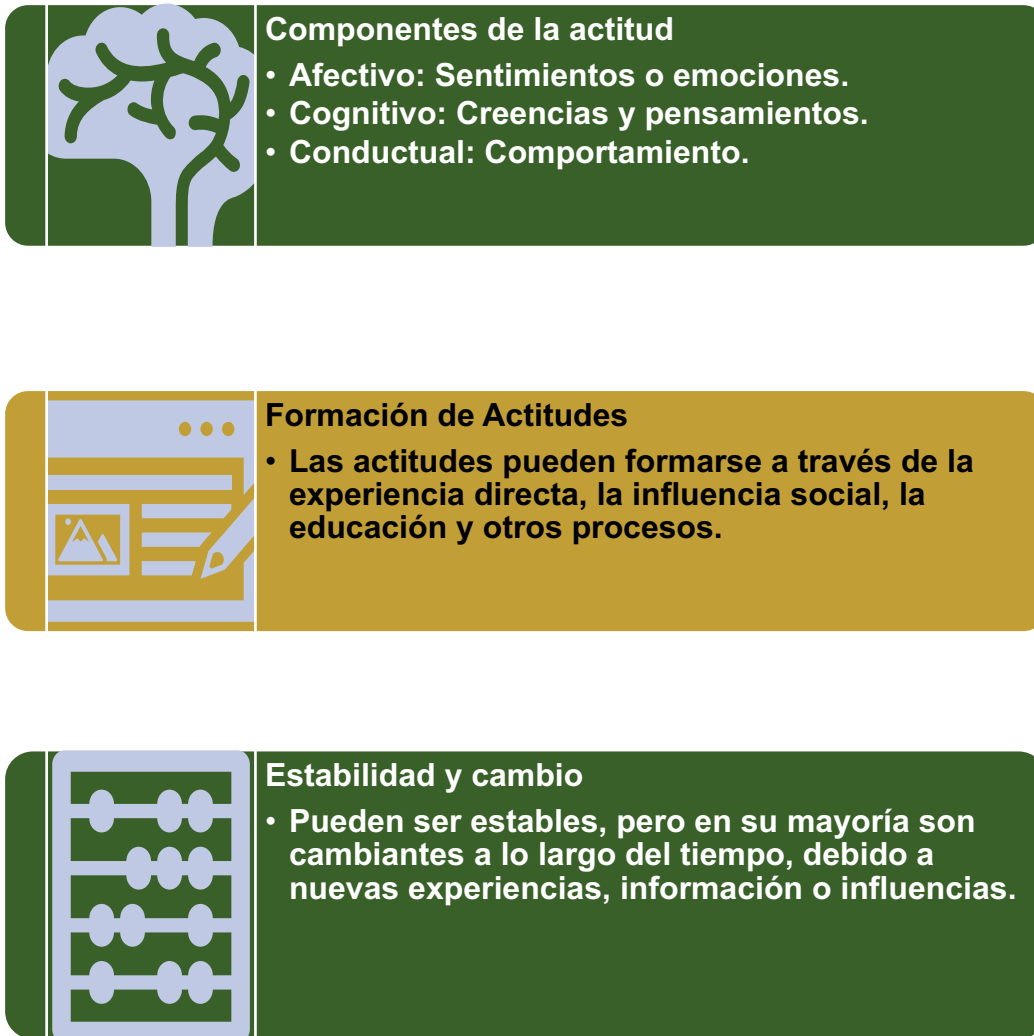 Componentes de la actitud
• Afectivo: Sentimientos o emociones.
• Cognitivo: Creencias y pensamientos.
• Conductual: Comportamiento.
Formación de Actitudes
• Las actitudes pueden formarse a través de la
experiencia directa, la influencia social, la
educación y otros procesos.
Estabilidad y cambio
• Pueden ser estables, pero en su mayoría son
cambiantes a lo largo del tiempo, debido a
nuevas experiencias, información o influencias.